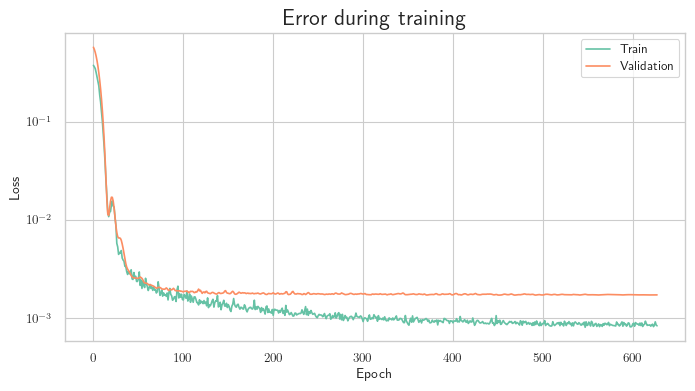 Error during training
Train
Validation
Loss
10⁻¹
10⁻²
10⁻³
0 100 200 300 400 500 600
Epoch